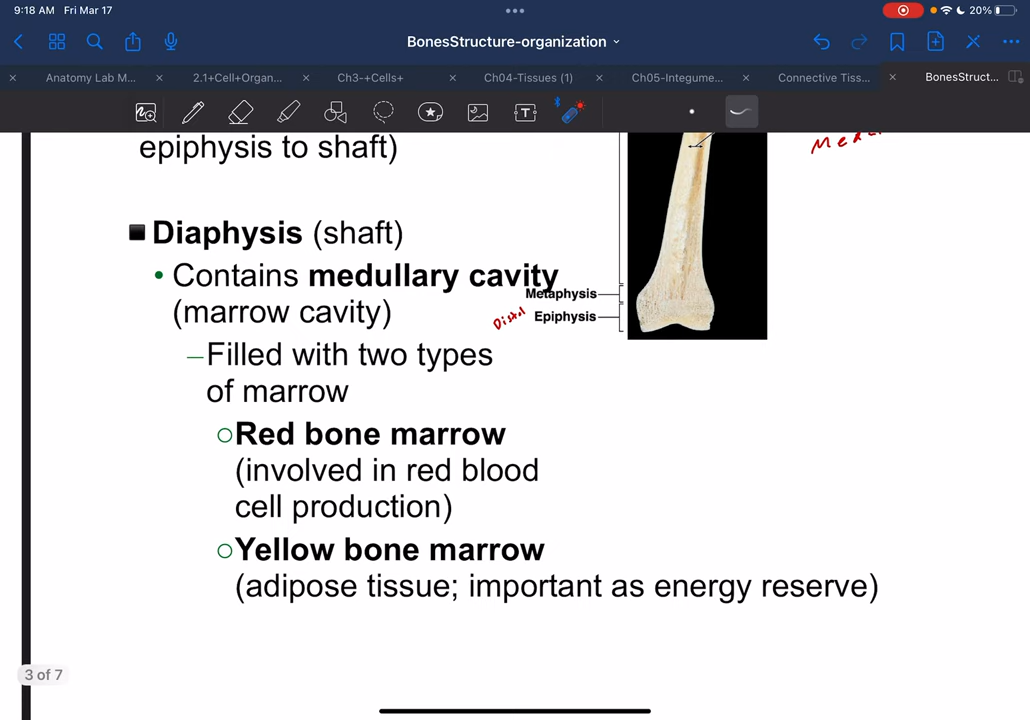 9:18 AM Fri Mar 17
20%
BonesStructure-organization
Anatomy Lab M...
2.1+Cell+Organ...
Ch3-+Cells+
Ch04-Tissues (1)
Ch05-Integume...
Connective Tiss...
BonesStruct...
epiphysis to shaft)
■ Diaphysis (shaft)
• Contains medullary cavity
(marrow cavity)
–Filled with two types
of marrow
○Red bone marrow
(involved in red blood
cell production)
○Yellow bone marrow
(adipose tissue; important as energy reserve)
Metaphysis
Distal Epiphysis
3 of 7